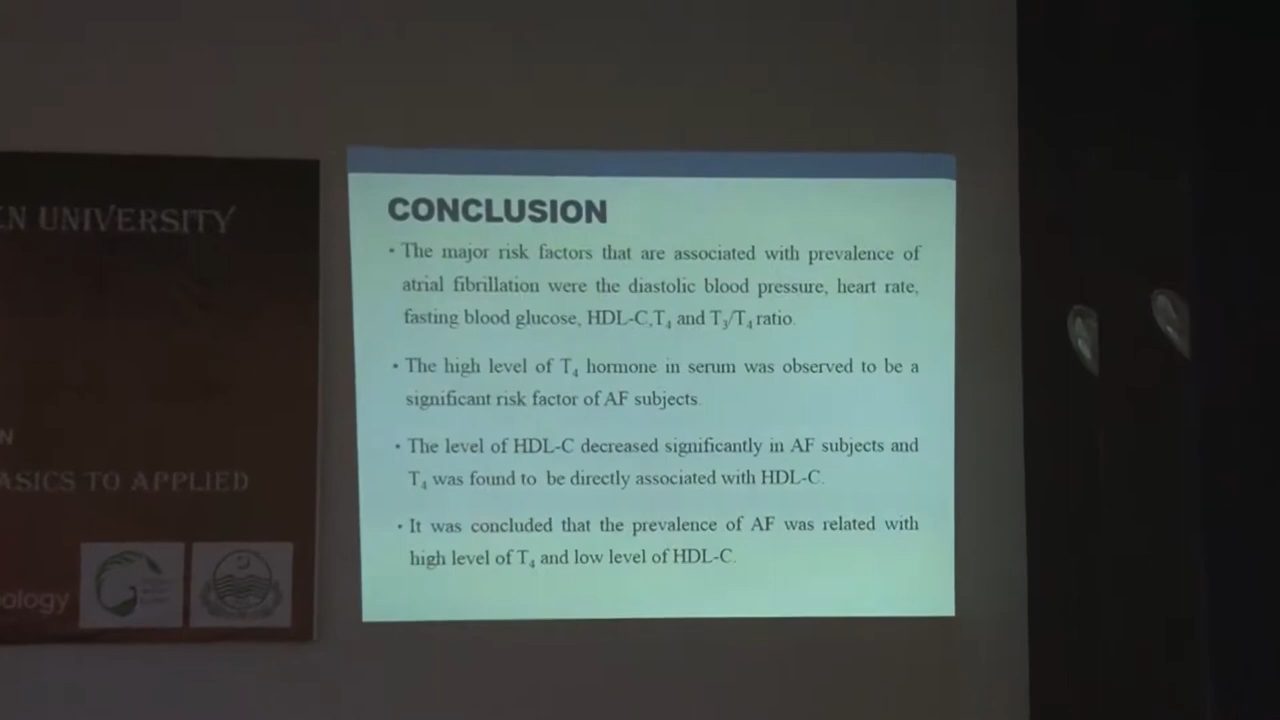 UNIVERSITY
TO APPLIED
CONCLUSION
• The major risk factors that are associated with prevalence of
atrial fibrillation were the diastolic blood pressure, heart rate,
fasting blood glucose, HDL-C,T₄ and T₃/T₄ ratio.
• The high level of T₄ hormone in serum was observed to be a
significant risk factor of AF subjects.
• The level of HDL-C decreased significantly in AF subjects and
T₄ was found to be directly associated with HDL-C.
• It was concluded that the prevalence of AF was related with
high level of T₄ and low level of HDL-C.